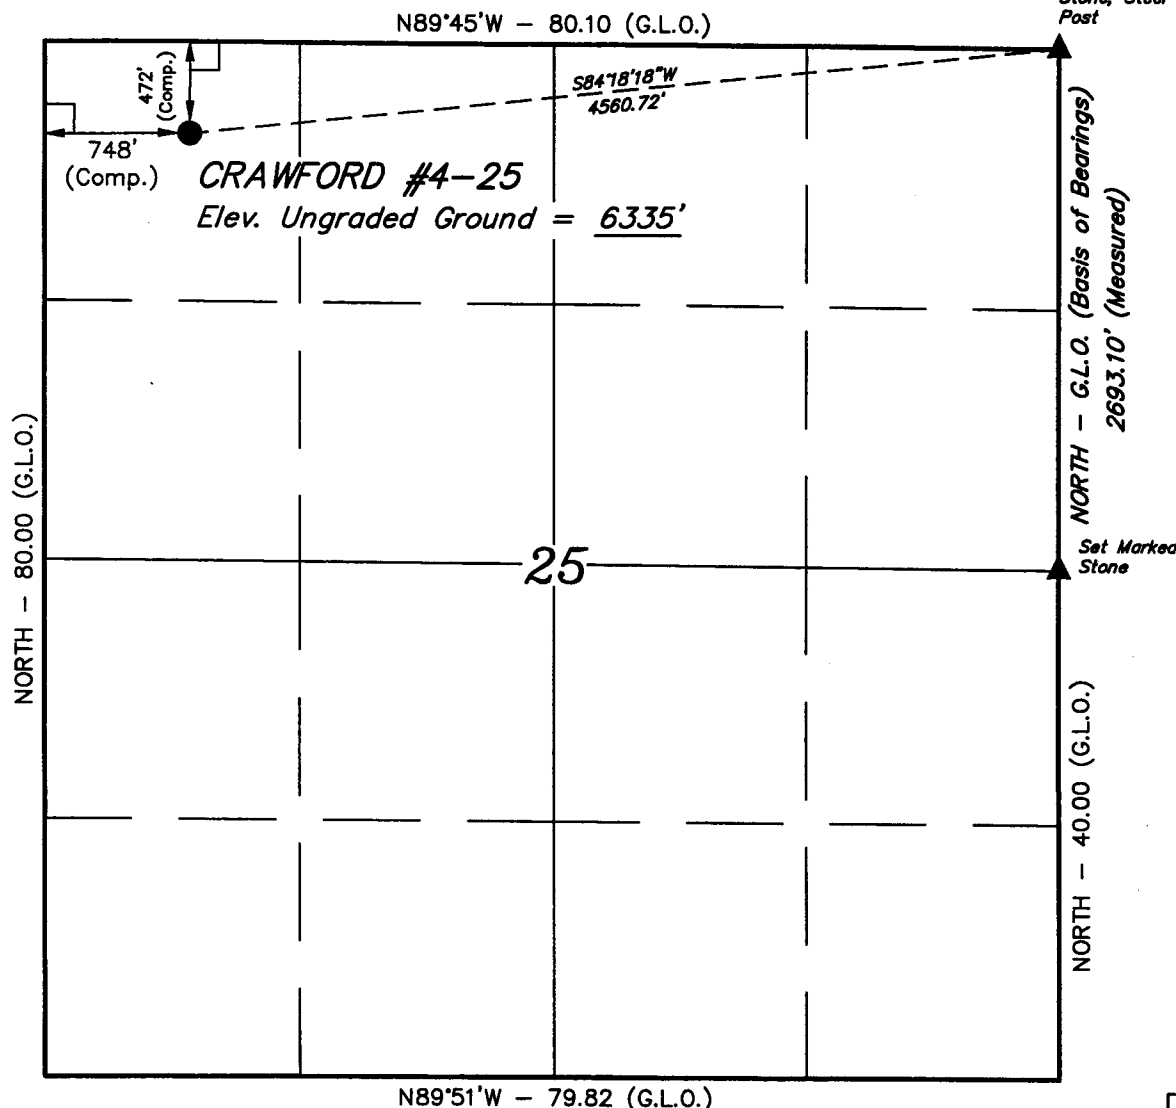 Post
N89°45'W – 80.10 (G.L.O.)
472'
(Comp.)
S84°18'18"W
4560.72'
748'
(Comp.)
CRAWFORD #4-25
Elev. Ungraded Ground = 6335'
NORTH – G.L.O. (Basis of Bearings)
2693.10' (Measured)
NORTH – 80.00 (G.L.O.)
25
Set Marked
Stone
NORTH – 40.00 (G.L.O.)
N89°51'W – 79.82 (G.L.O.)